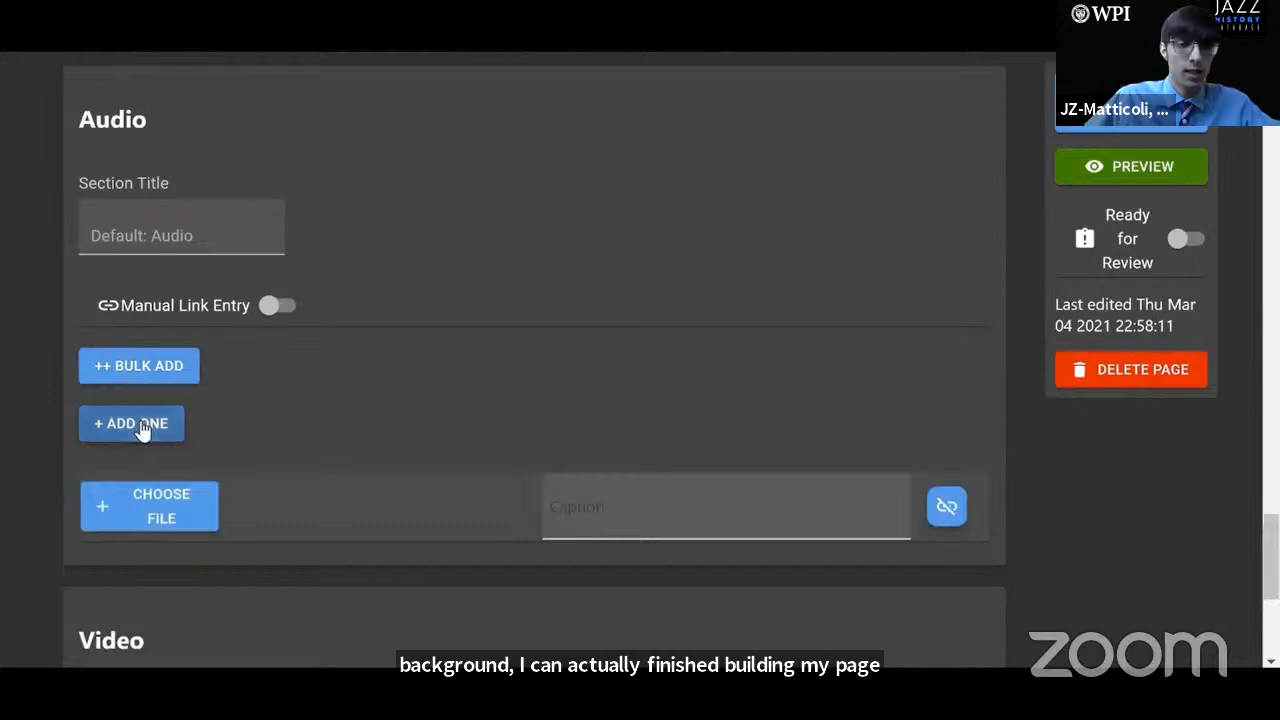 WPI
JAZZ
HISTORY
DATABASE
JZ-Matticoli, ...
Audio
Section Title
Default: Audio
Manual Link Entry
++ BULK ADD
+ ADD ONE
+ CHOOSE
FILE
Caption
PREVIEW
Ready
for
Review
Last edited Thu Mar
04 2021 22:58:11
DELETE PAGE
Video
background, I can actually finished building my page
zoom